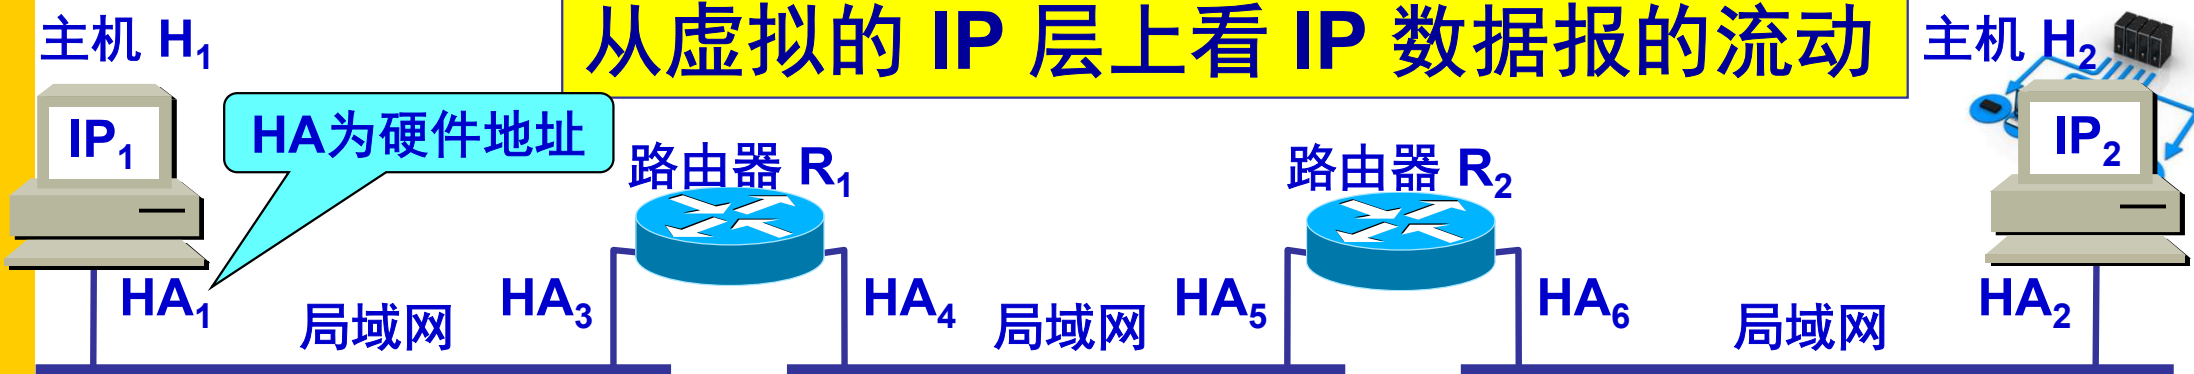 从虚拟的 IP 层上看 IP 数据报的流动
主机 H₁
主机 H₂
IP₁
HA为硬件地址
IP₂
路由器 R₁
路由器 R₂
HA₁
局域网
HA₃
HA₄
局域网
HA₅
HA₆
局域网
HA₂